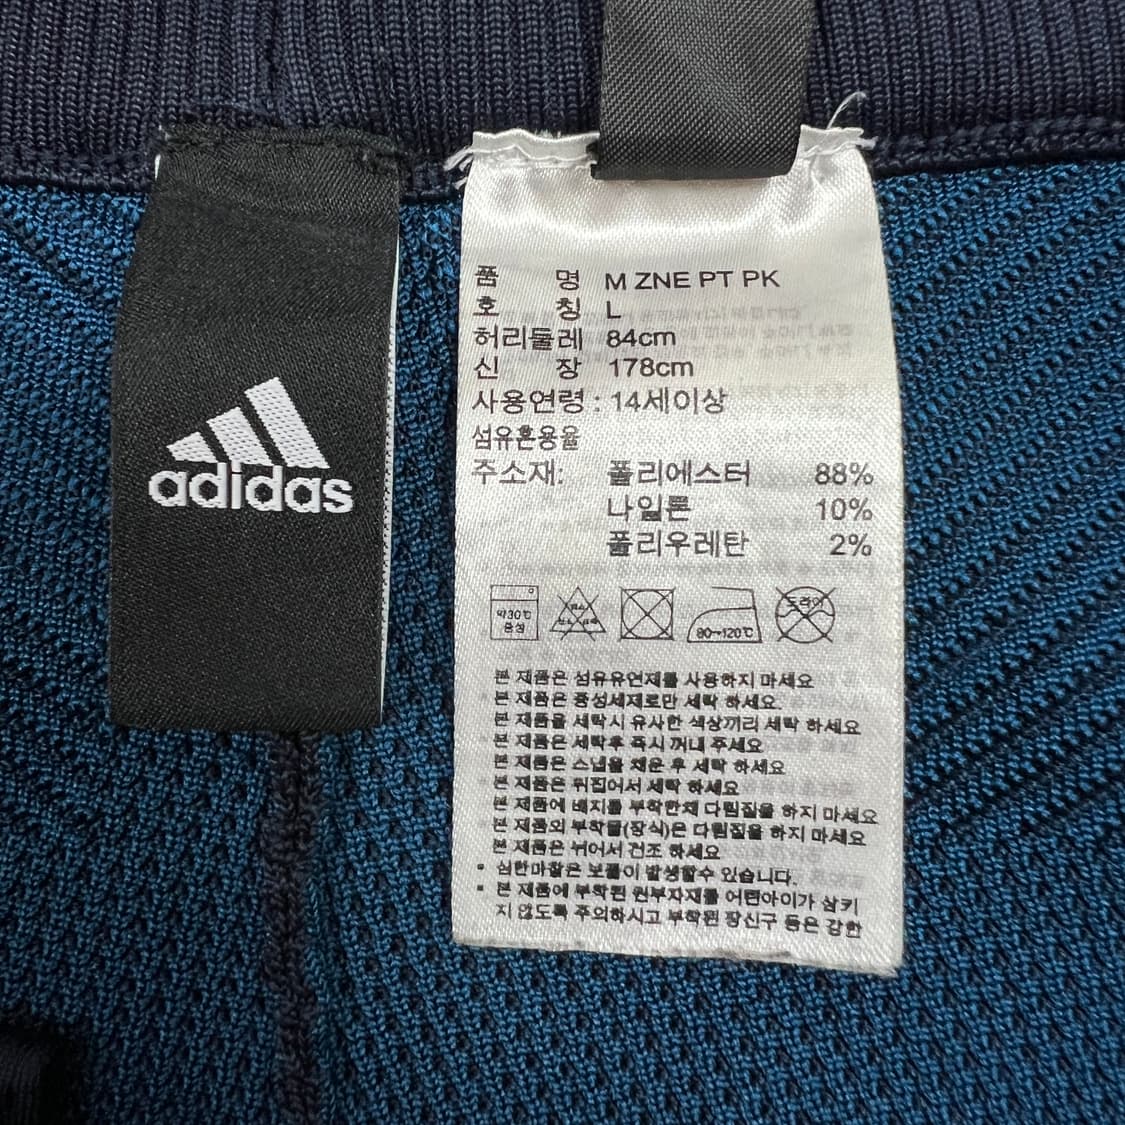 adidas
품 명 M ZNE PT PK
호 칭 L
허리둘레 84cm
신 장 178cm
사용연령 : 14세이상
섬유혼용율
주소재: 폴리에스터 88%
나일론 10%
폴리우레탄 2%
약30℃ 중성
80~120℃
드라이
본 제품은 섬유유연제를 사용하지 마세요
본 제품은 중성세제로만 세탁 하세요
본 제품을 세탁시 유사한 색상끼리 세탁 하세요
본 제품은 세탁후 즉시 꺼내 주세요
본 제품은 스냅을 채운 후 세탁 하세요
본 제품은 뒤집어서 세탁 하세요
본 제품에 배지를 부착한채 다림질을 하지 마세요
본 제품의 부착물(장식)은 다림질을 하지 마세요
본 제품은 뉘어서 건조 하세요
• 심한마찰은 보풀이 발생할수 있습니다.
• 본 제품에 부착된 원부자재를 어린아이가 삼키
지 않도록 주의하시고 부착된 장신구 등은 강한